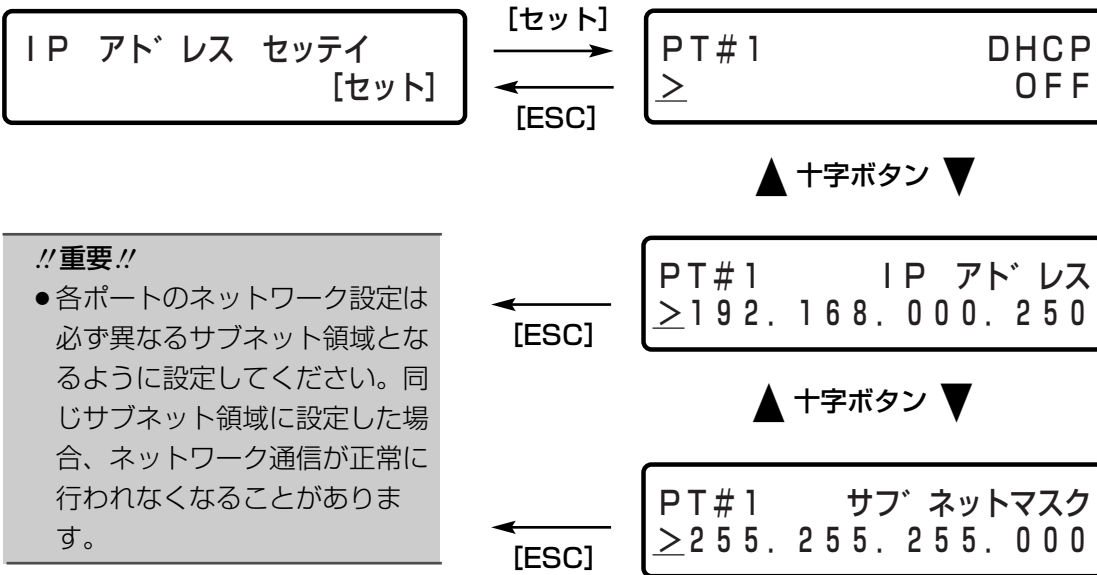 IP アドレス セッテイ
[セット]
[セット]
[ESC]
PT#1 DHCP
> OFF
▲ 十字ボタン ▼
!!重要!!
●各ポートのネットワーク設定は
必ず異なるサブネット領域とな
るように設定してください。同
じサブネット領域に設定した場
合、ネットワーク通信が正常に
行われなくなることがありま
す。
[ESC]
PT#1 IP アドレス
>192.168.000.250
▲ 十字ボタン ▼
[ESC]
PT#1 サブネットマスク
>255.255.255.000